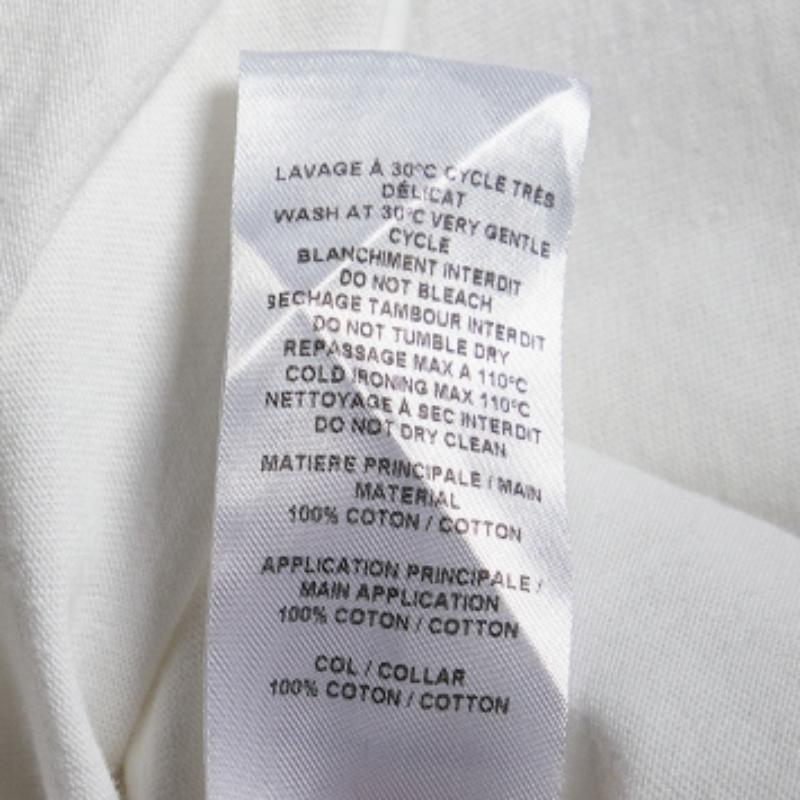 LAVAGE À 30°C CYCLE TRÈS
DÉLICAT
WASH AT 30°C VERY GENTLE
CYCLE
BLANCHIMENT INTERDIT
DO NOT BLEACH
SECHAGE TAMBOUR INTERDIT
DO NOT TUMBLE DRY
REPASSAGE MAX A 110°C
COLD IRONING MAX 110°C
NETTOYAGE À SEC INTERDIT
DO NOT DRY CLEAN
MATIERE PRINCIPALE / MAIN
MATERIAL
100% COTON / COTTON
APPLICATION PRINCIPALE /
MAIN APPLICATION
100% COTON / COTTON
COL / COLLAR
100% COTON / COTTON